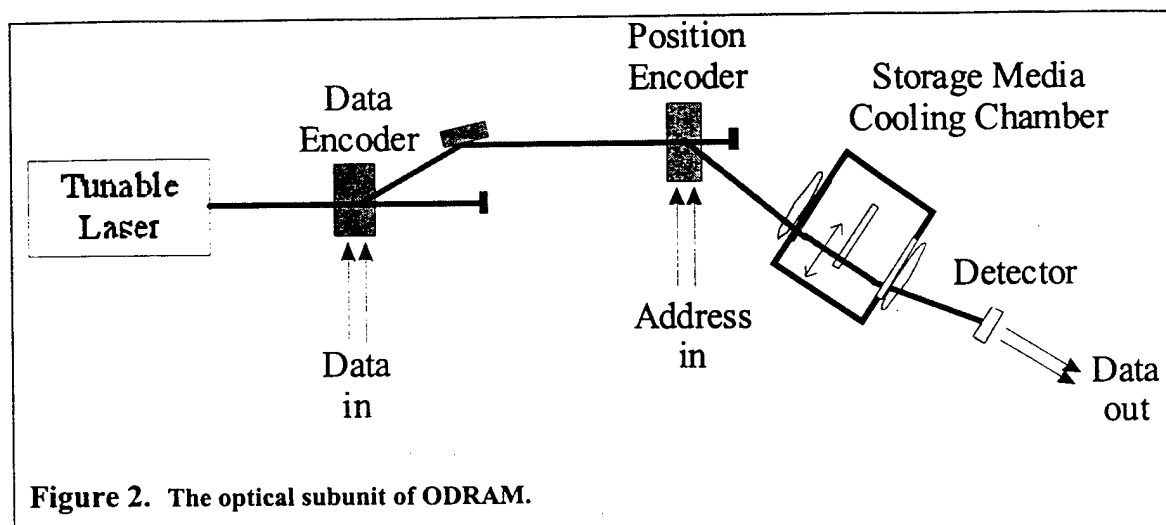 Position
Encoder
Storage Media
Cooling Chamber
Data
Encoder
Tunable
Laser
Detector
Address
in
Data
in
Data
out
Figure 2. The optical subunit of ODRAM.